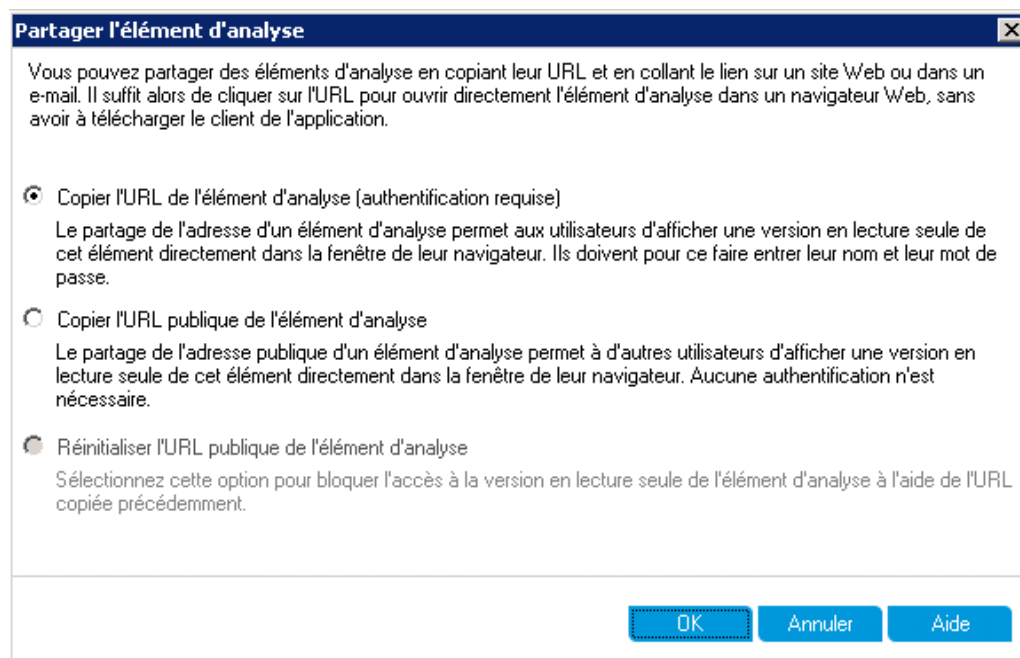 Partager l'élément d'analyse
Vous pouvez partager des éléments d'analyse en copiant leur URL et en collant le lien sur un site Web ou dans un
e-mail. Il suffit alors de cliquer sur l'URL pour ouvrir directement l'élément d'analyse dans un navigateur Web, sans
avoir à télécharger le client de l'application.
Copier l'URL de l'élément d'analyse (authentification requise)
Le partage de l'adresse d'un élément d'analyse permet aux utilisateurs d'afficher une version en lecture seule de
cet élément directement dans la fenêtre de leur navigateur. Ils doivent pour ce faire entrer leur nom et leur mot de
passe.
Copier l'URL publique de l'élément d'analyse
Le partage de l'adresse publique d'un élément d'analyse permet à d'autres utilisateurs d'afficher une version en
lecture seule de cet élément directement dans la fenêtre de leur navigateur. Aucune authentification n'est
nécessaire.
Réinitialiser l'URL publique de l'élément d'analyse
Sélectionnez cette option pour bloquer l'accès à la version en lecture seule de l'élément d'analyse à l'aide de l'URL
copiée précédemment.
OK Annuler Aide